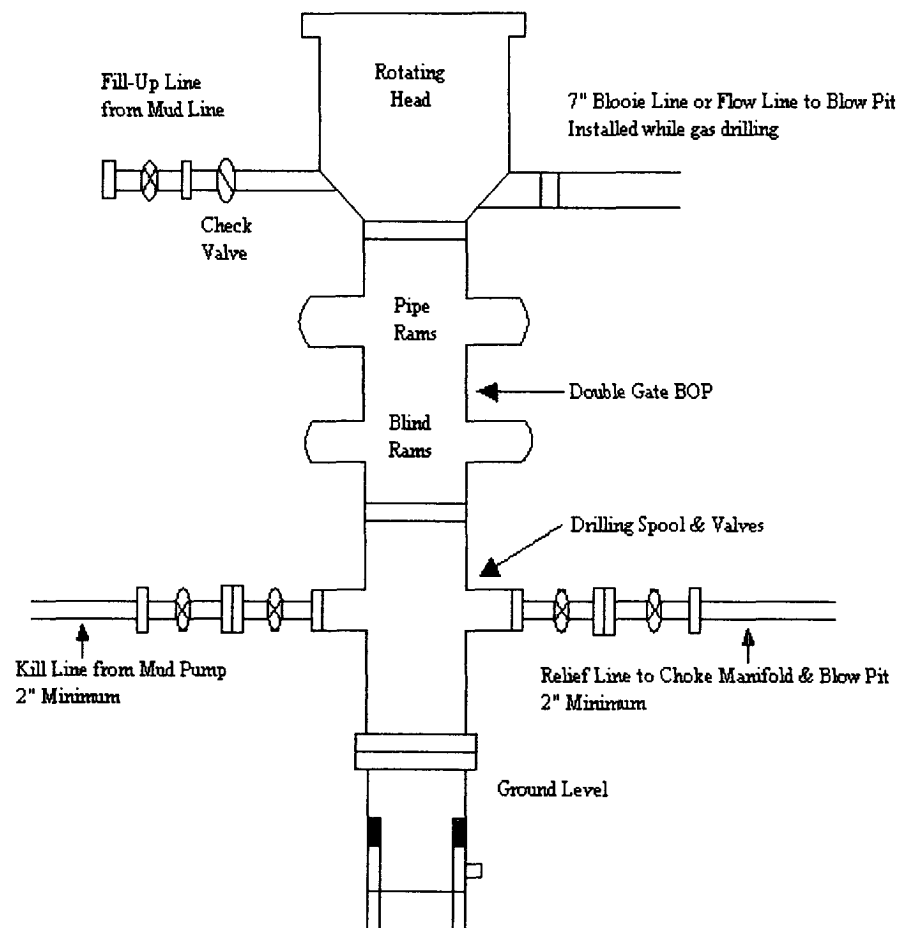 Rotating
Head
Fill-Up Line
from Mud Line
7" Blooie Line or Flow Line to Blow Pit
Installed while gas drilling
Check
Valve
Pipe
Rams
Double Gate BOP
Blind
Rams
Drilling Spool & Valves
Kill Line from Mud Pump
2" Minimum
Relief Line to Choke Manifold & Blow Pit
2" Minimum
Ground Level